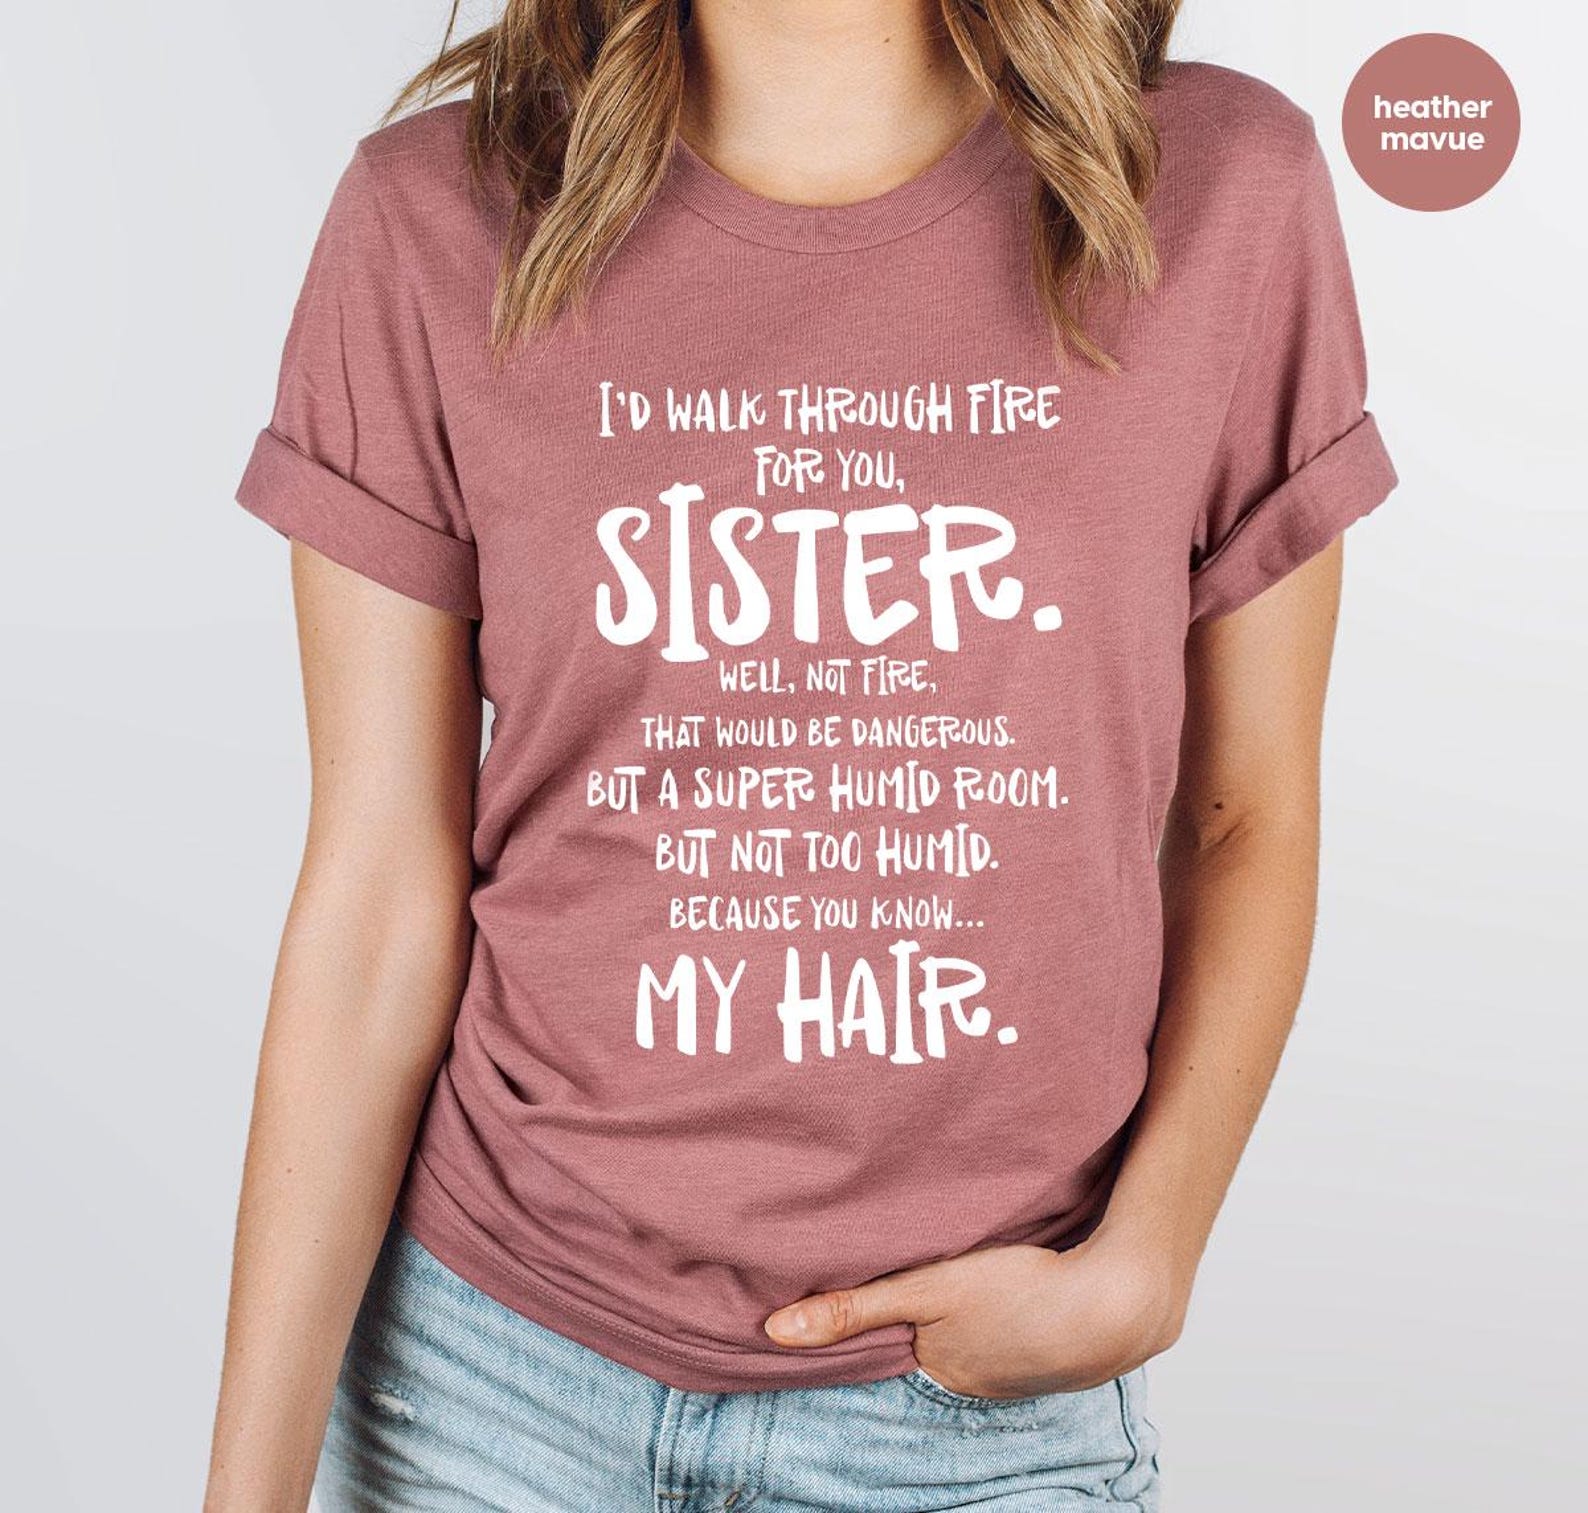 heather
mavue
I'D WALK THROUGH FIRE
FOR YOU,
SISTER.
WELL, NOT FIRE,
THAT WOULD BE DANGEROUS.
BUT A SUPER HUMID ROOM.
BUT NOT TOO HUMID.
BECAUSE YOU KNOW...
MY HAIR.